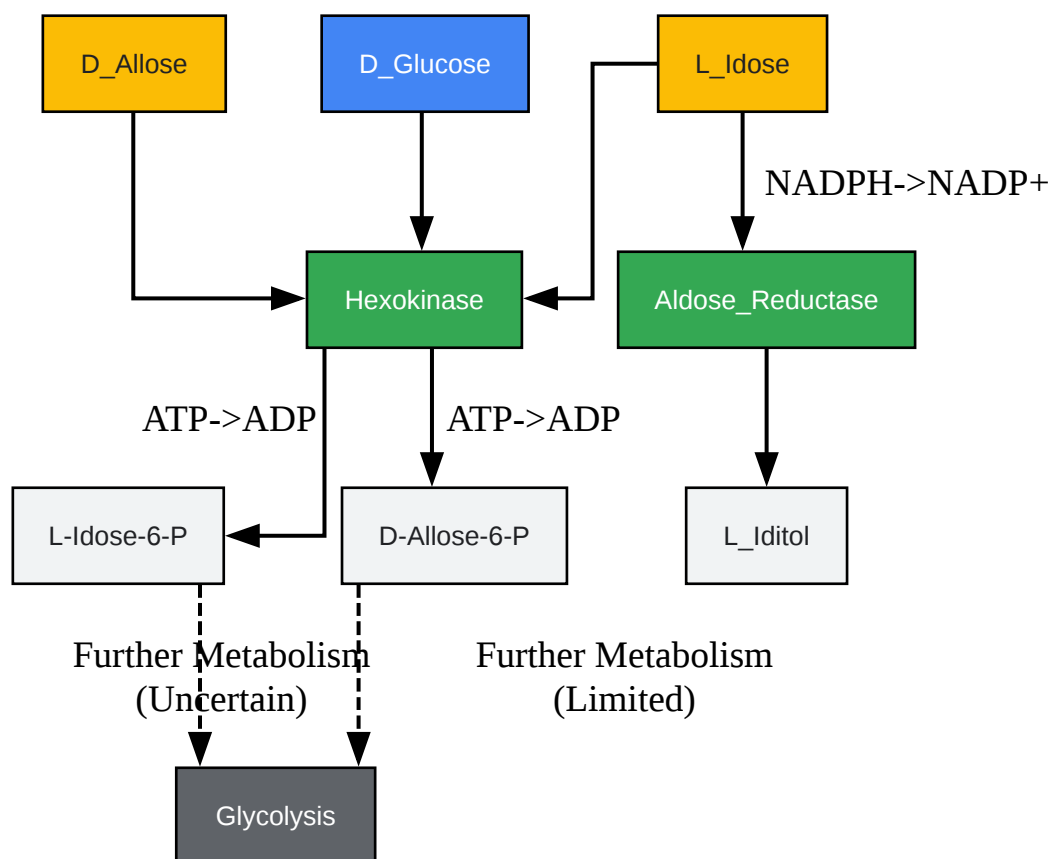 D_Allose
D_Glucose
L_Idose
NADPH->NADP+
Hexokinase
Aldose_Reductase
ATP->ADP
ATP->ADP
L-Idose-6-P
D-Allose-6-P
L_Iditol
Further Metabolism
(Uncertain)
Further Metabolism
(Limited)
Glycolysis